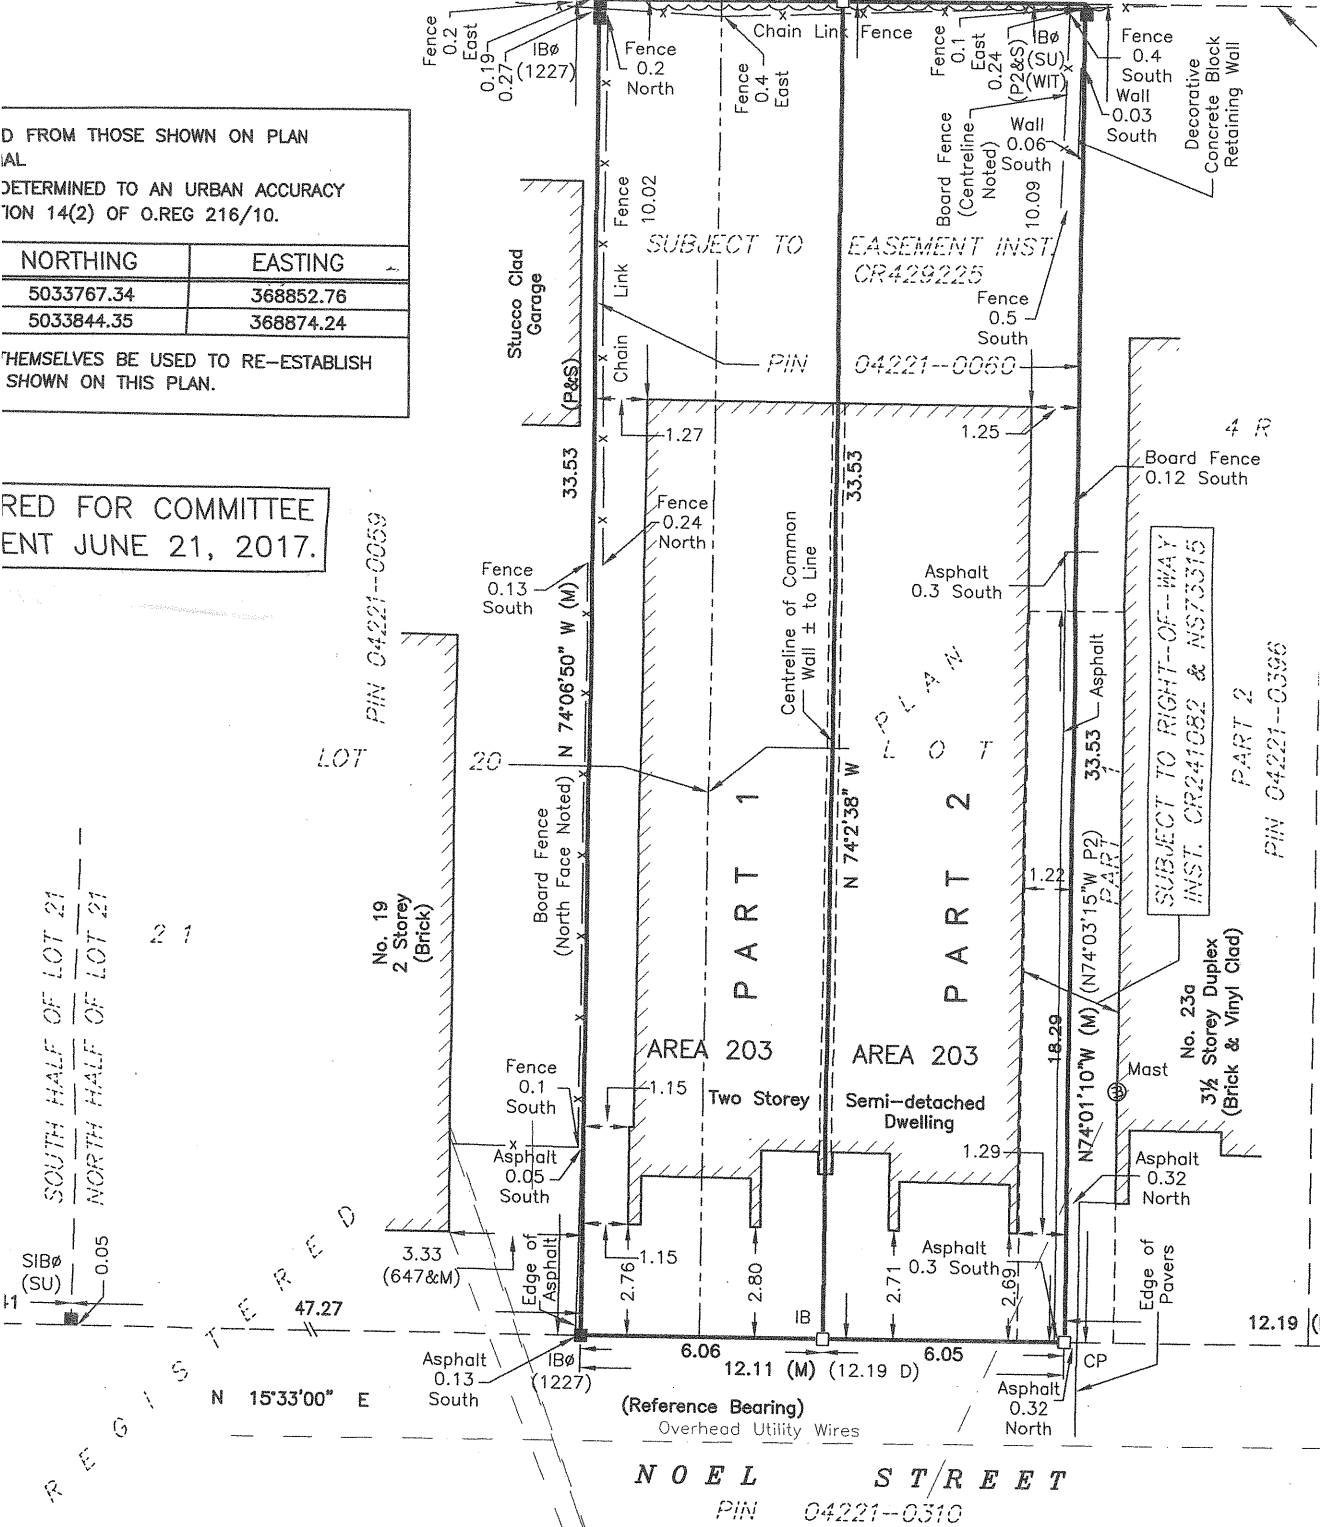 Fence
0.2
East
0.19
0.27
IBø
(1227)
Fence
0.2
North
Chain Link Fence
Fence
0.4
East
Fence
0.1
East
0.24
(P2&S)
IBø
(SU)
(WIT)
Fence
0.4
South
Wall
0.03
South
Decorative
Concrete Block
Retaining Wall
Board Fence
(Centreline
Noted)
Wall
0.06
South
10.09
D FROM THOSE SHOWN ON PLAN
DETERMINED TO AN URBAN ACCURACY
TION 14(2) OF O.REG 216/10.
NORTHING EASTING
5033767.34 368852.76
5033844.35 368874.24
THEMSELVES BE USED TO RE-ESTABLISH
SHOWN ON THIS PLAN.
Chain Link Fence
10.02
SUBJECT TO EASEMENT INST.
CR429225
Stucco Clad
Garage
(P&S)
Fence
0.5
South
PIN 04221-0060
1.27
1.25
4 R
Board Fence
0.12 South
RED FOR COMMITTEE
ENT JUNE 21, 2017.
PIN 04221-0059
33.53
33.53
Fence
0.24
North
Fence
0.13
South
Asphalt
0.3 South
Centreline of Common
Wall ± to Line
N 74°06'50" W (M)
Board Fence
(North Face Noted)
N 74°2'38" W
PLAN
LOT
LOT 20
Asphalt
33.53
SUBJECT TO RIGHT-OF-WAY
INST. CR241082 & NS73315
PART 2
PIN 04221-0396
PART 1
PART 2
PART 1
1.22
N74°01'10"W (M) (N74°03'15"W P2)
18.29
SOUTH HALF OF LOT 21
NORTH HALF OF LOT 21
2 1
No. 19
2 Storey
(Brick)
No. 23a
3½ Storey Duplex
(Brick & Vinyl Clad)
AREA 203
AREA 203
Mast
Fence
0.1
South
1.15
Two Storey Semi-detached
Dwelling
1.29
Asphalt
0.05
South
Asphalt
0.32
North
REGISTERED
SIBø
(SU)
0.05
3.33
(647&M)
Edge of
Asphalt
1.15
2.76
2.80
2.71
2.69
Asphalt
0.3 South
Edge of
Pavers
47.27
IB
12.19
Asphalt
0.13
South
IBø
(1227)
6.06
6.05
12.11 (M) (12.19 D)
CP
N 15°33'00" E
Asphalt
0.32
North
(Reference Bearing)
Overhead Utility Wires
NOEL STREET
PIN 04221-0310